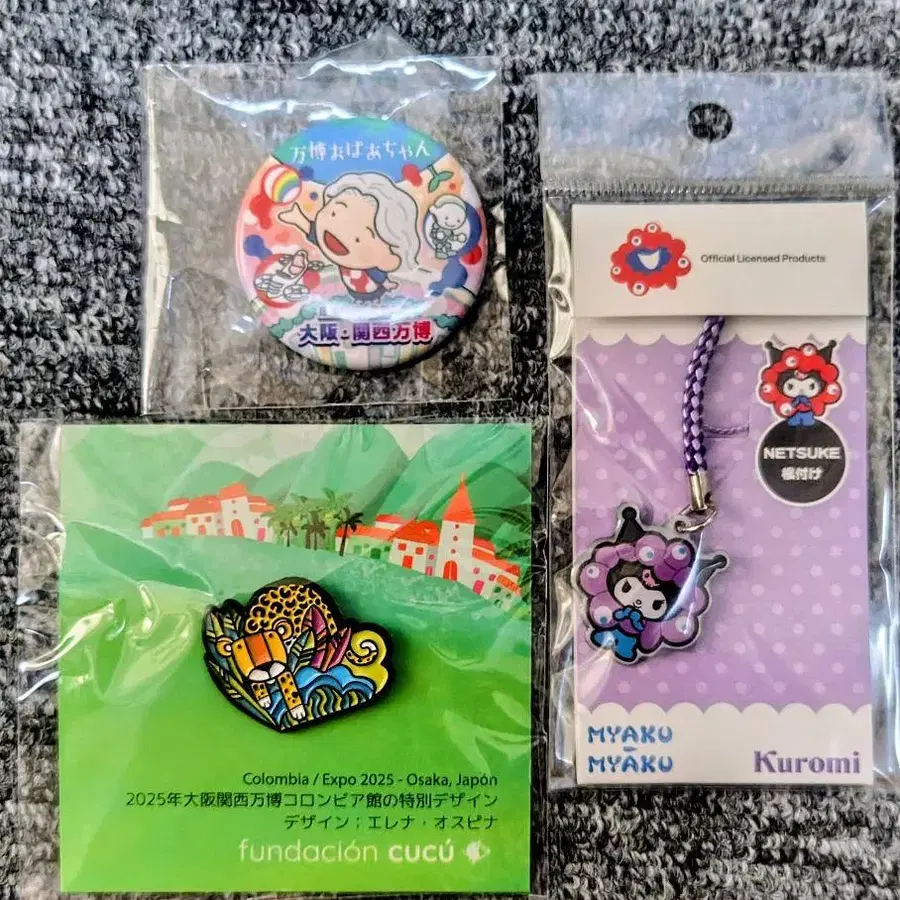 万博おばあちゃん
大阪・関西万博
Official Licensed Products
NETSUKE
根付け
MYAKU-
MYAKU
Kuromi
Colombia / Expo 2025 - Osaka, Japón
2025年大阪関西万博コロンビア館の特別デザイン
デザイン：エレナ・オスピナ
fundación cucú